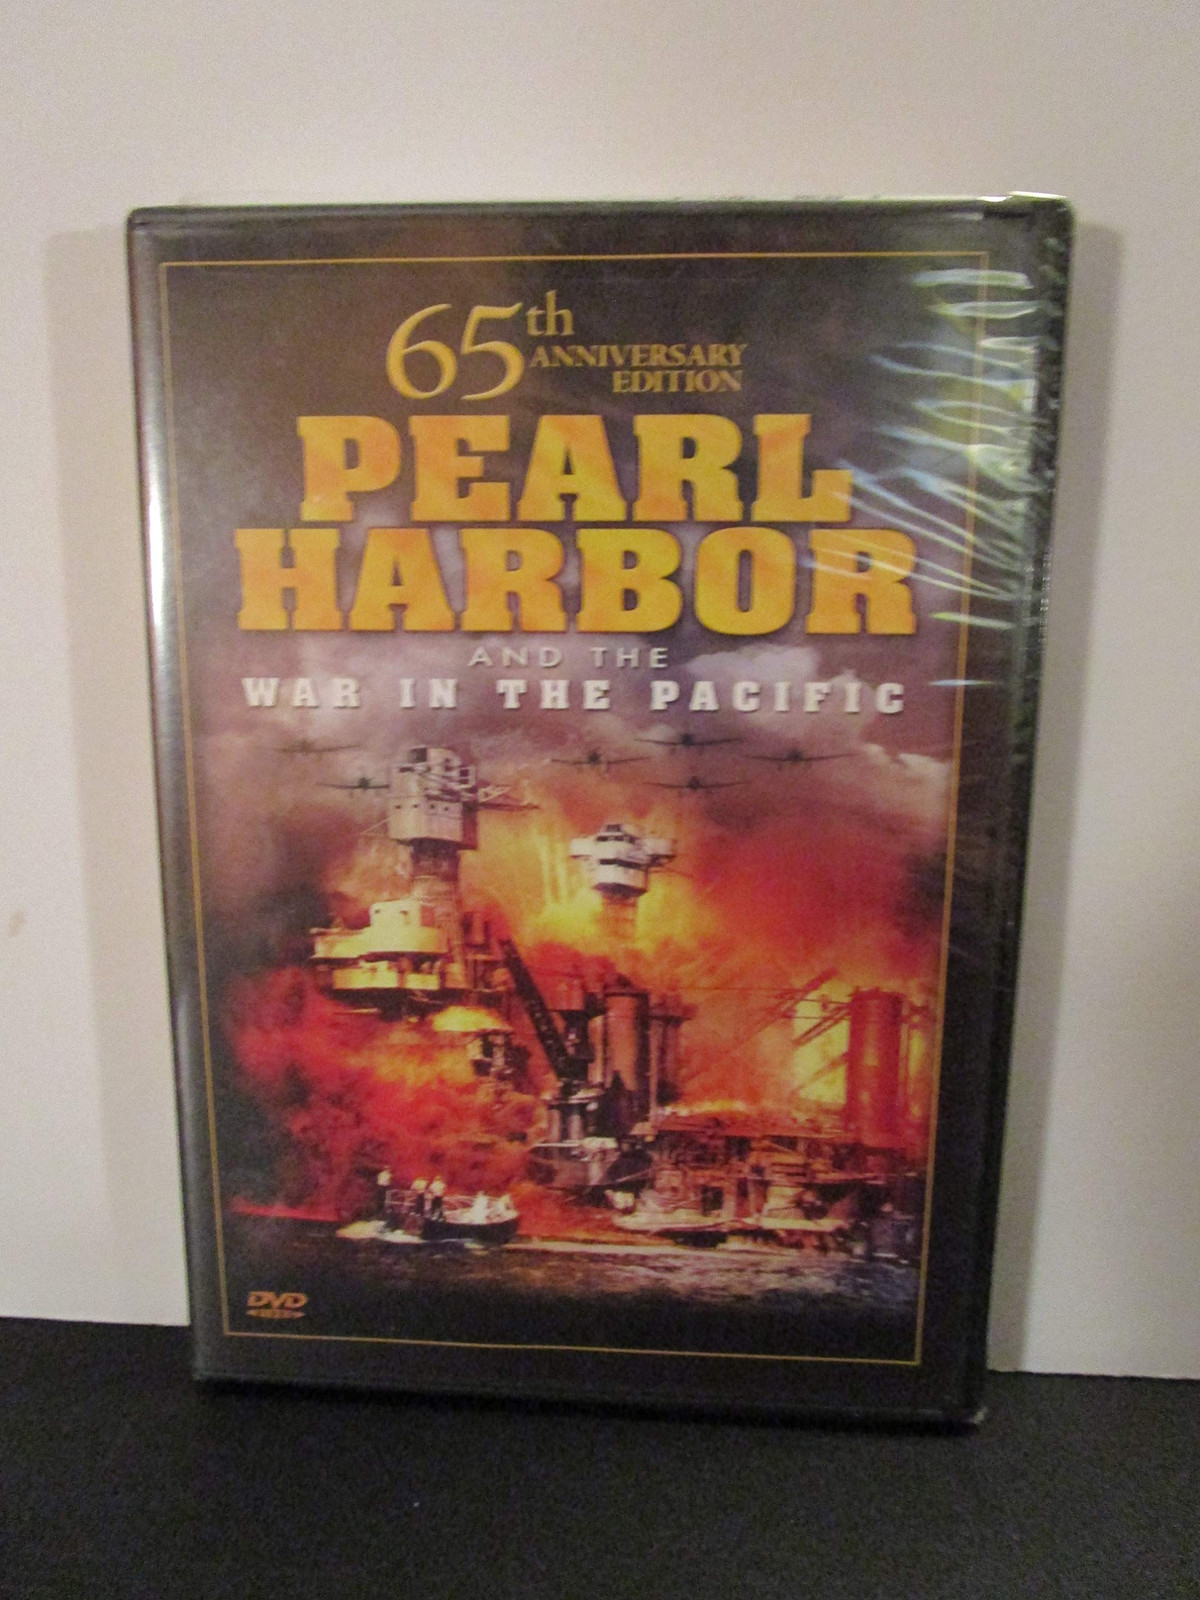 65th
ANNIVERSARY
EDITION
PEARL
HARBOR
AND THE
WAR IN THE PACIFIC
DVD